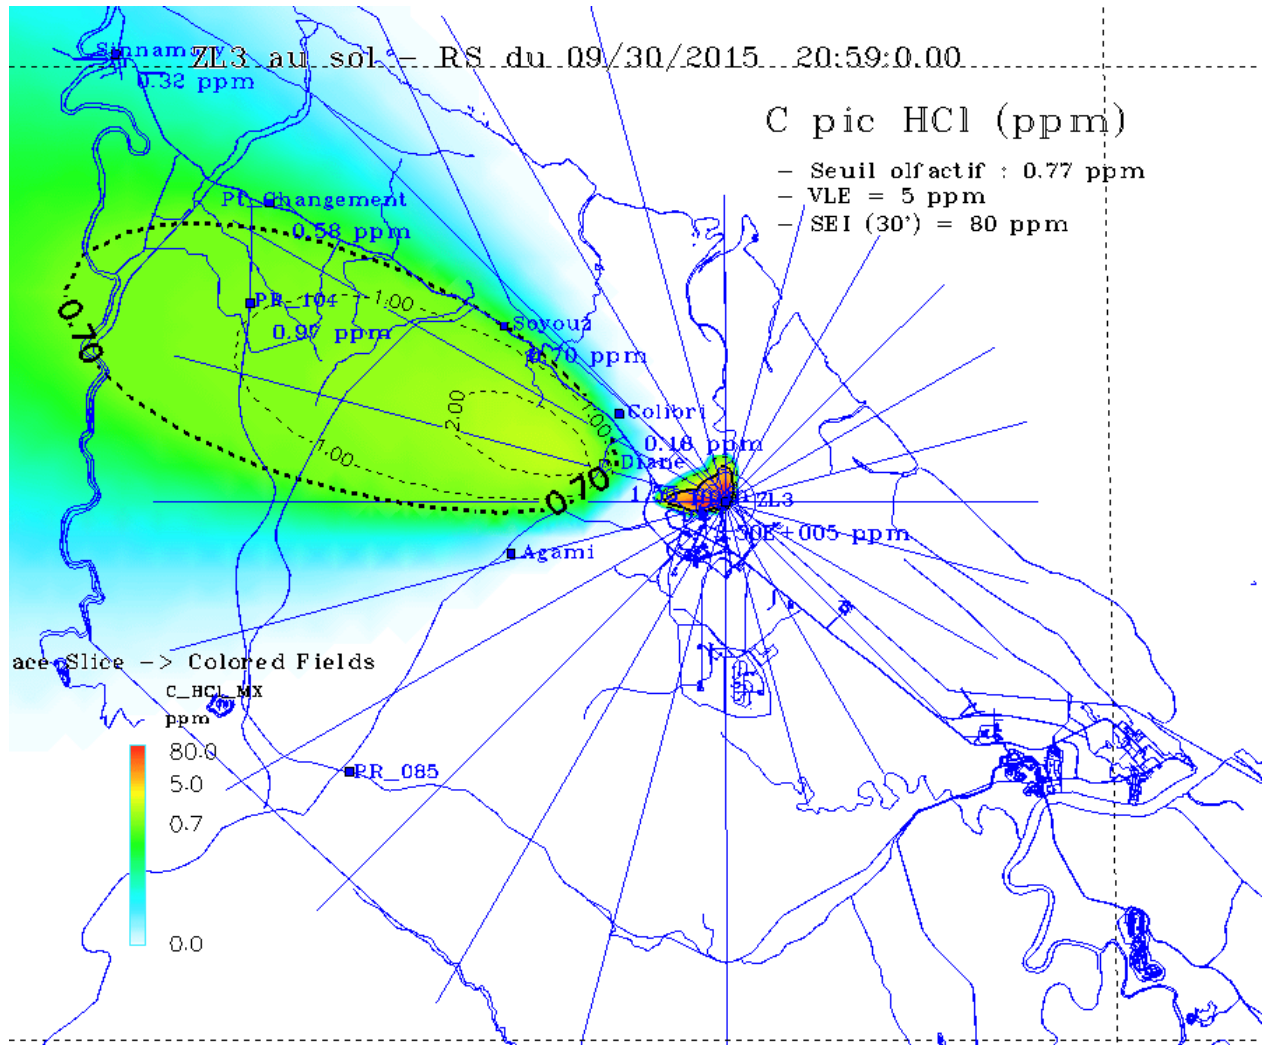 Sinnamary
ZL3 au sol - RS du 09/30/2015 20:59:0.00
0.32 ppm
C pic HCl (ppm)
- Seuil olfactif : 0.77 ppm
- VLE = 5 ppm
- SEI (30') = 80 ppm
Pt_Changement
0.58 ppm
PR_104
1.00
0.97 ppm
0.70
Soyouz
0.70 ppm
2.00
1.00
Colibri
0.18 ppm
1.00
Diane
0.70
ZL3
E+005 ppm
Agami
ace Slice -> Colored Fields
C_HCl_MX
ppm
80.0
5.0
0.7
0.0
PR_085